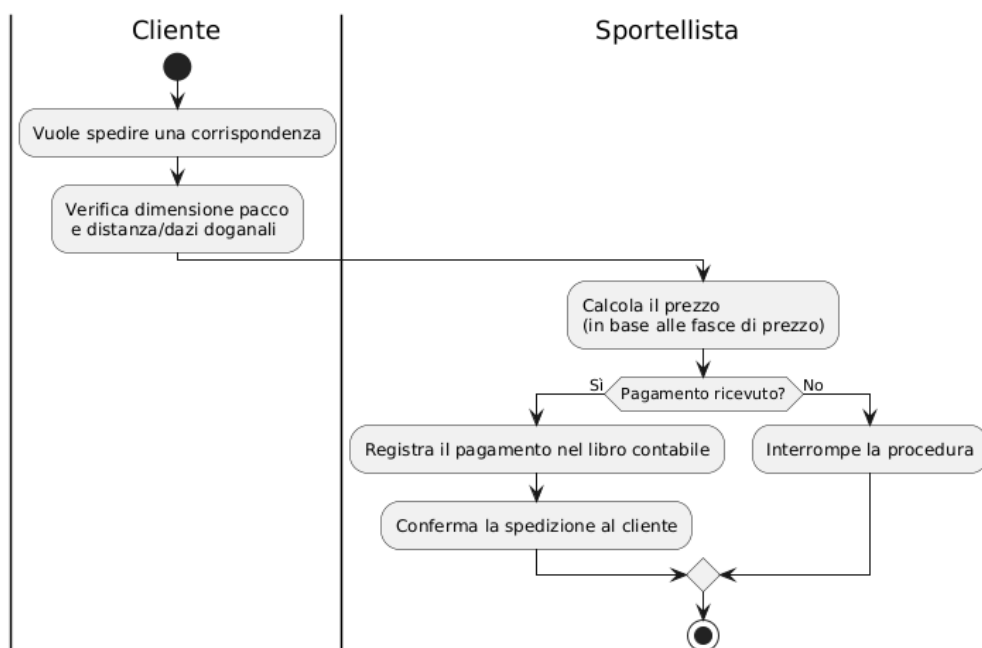 Cliente
Sportellista
Vuole spedire una corrispondenza
Verifica dimensione pacco
e distanza/dazi doganali
Calcola il prezzo
(in base alle fasce di prezzo)
Sì
Pagamento ricevuto?
No
Registra il pagamento nel libro contabile
Interrompe la procedura
Conferma la spedizione al cliente